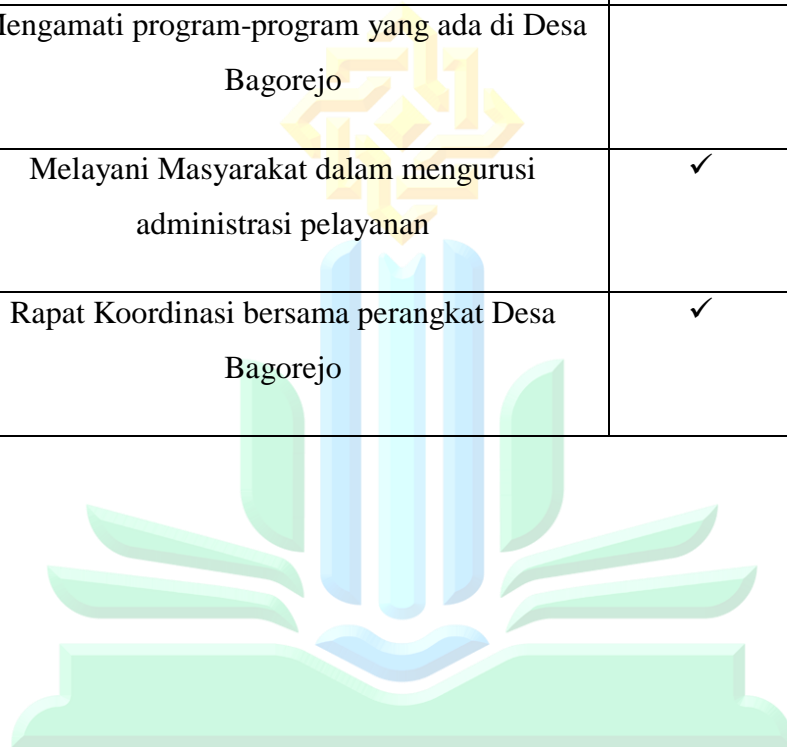 Mengamati program-program yang ada di Desa
Bagorejo
Melayani Masyarakat dalam mengurusi ✓
administrasi pelayanan
Rapat Koordinasi bersama perangkat Desa ✓
Bagorejo